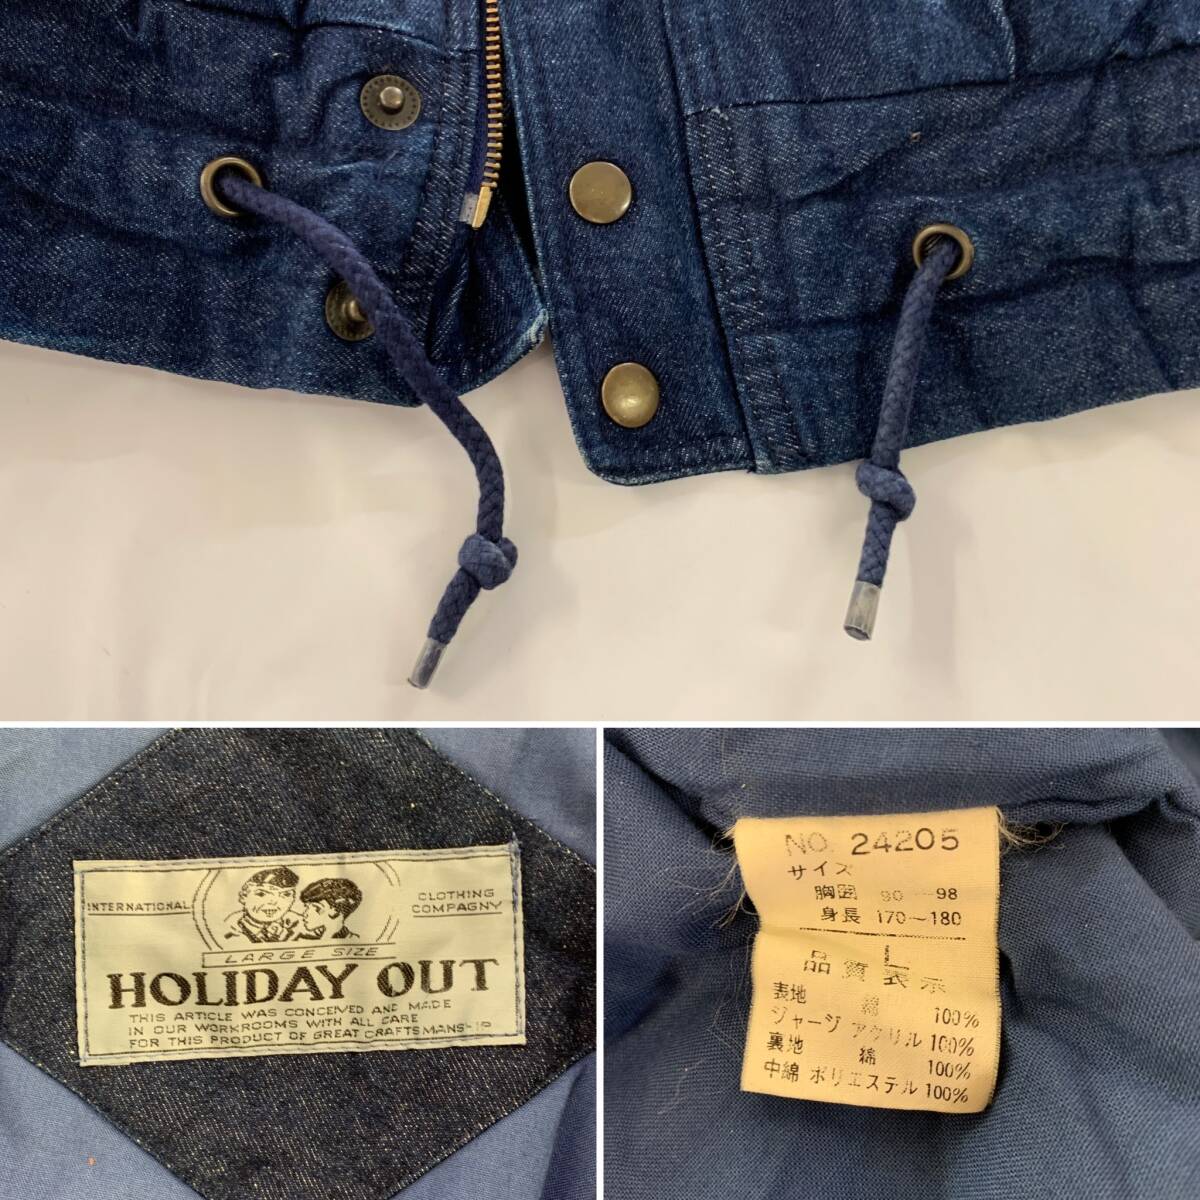 INTERNATIONAL
CLOTHING
COMPAGNY
LARGE SIZE
HOLIDAY OUT
THIS ARTICLE WAS CONCEIVED AND MADE
IN OUR WORKROOMS WITH ALL CARE
FOR THIS PRODUCT OF GREAT CRAFTSMANSHIP
NO. 24205
サイズ
胸囲 90—98
身長 170〜180
L
品質表示
表地 綿 100%
ジャージ アクリル 100%
裏地 綿 100%
中綿 ポリエステル 100%